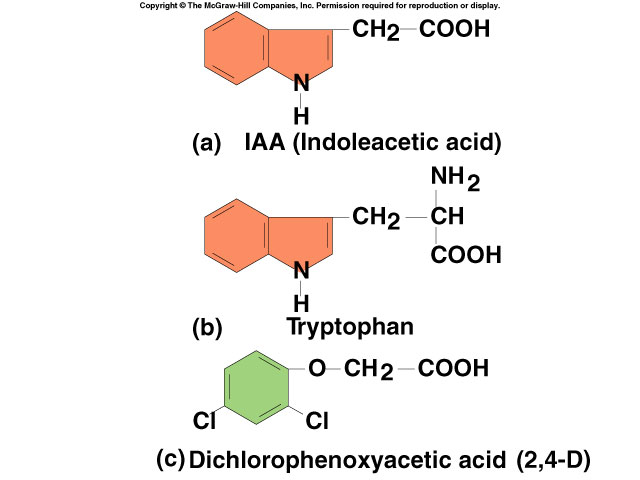 Copyright © The McGraw-Hill Companies, Inc. Permission required for reproduction or display.
CH2 COOH
N
H
(a) IAA (Indoleacetic acid)
NH2
CH2 CH
COOH
N
H
(b) Tryptophan
O CH2 COOH
Cl Cl
(c) Dichlorophenoxyacetic acid (2,4-D)